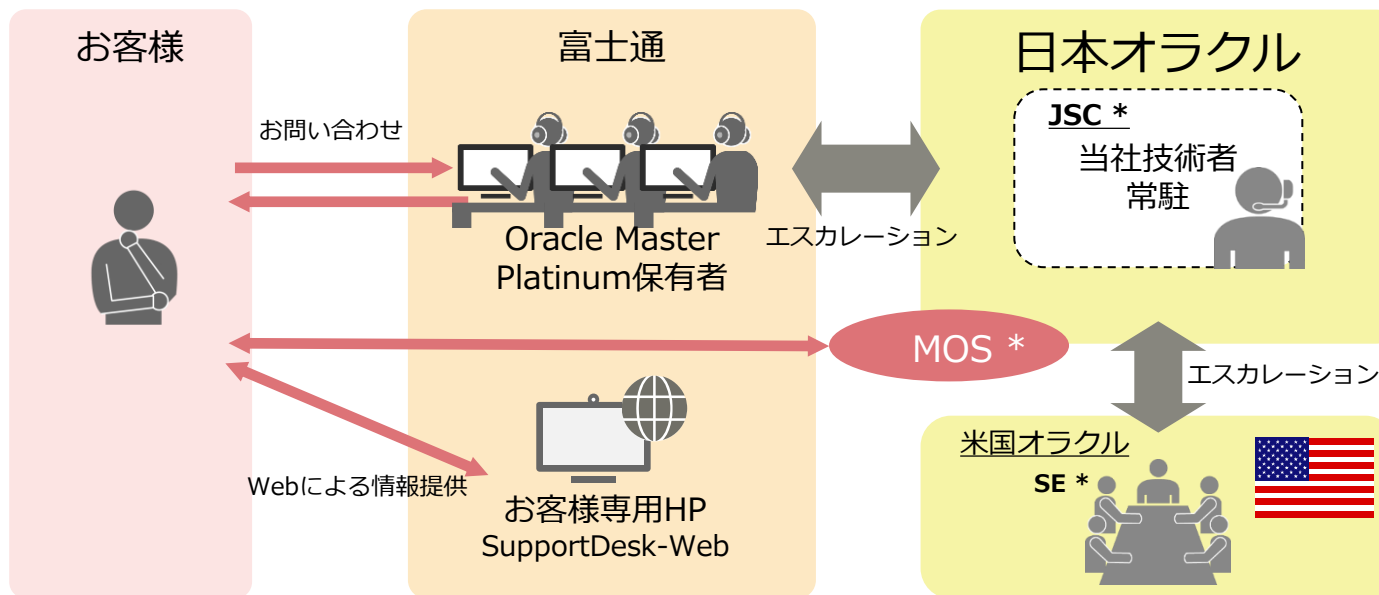 お客様
お問い合わせ
Webによる情報提供
富士通
Oracle Master
Platinum保有者
お客様専用HP
SupportDesk-Web
エスカレーション
MOS *
日本オラクル
JSC *
当社技術者
常駐
エスカレーション
米国オラクル
SE *